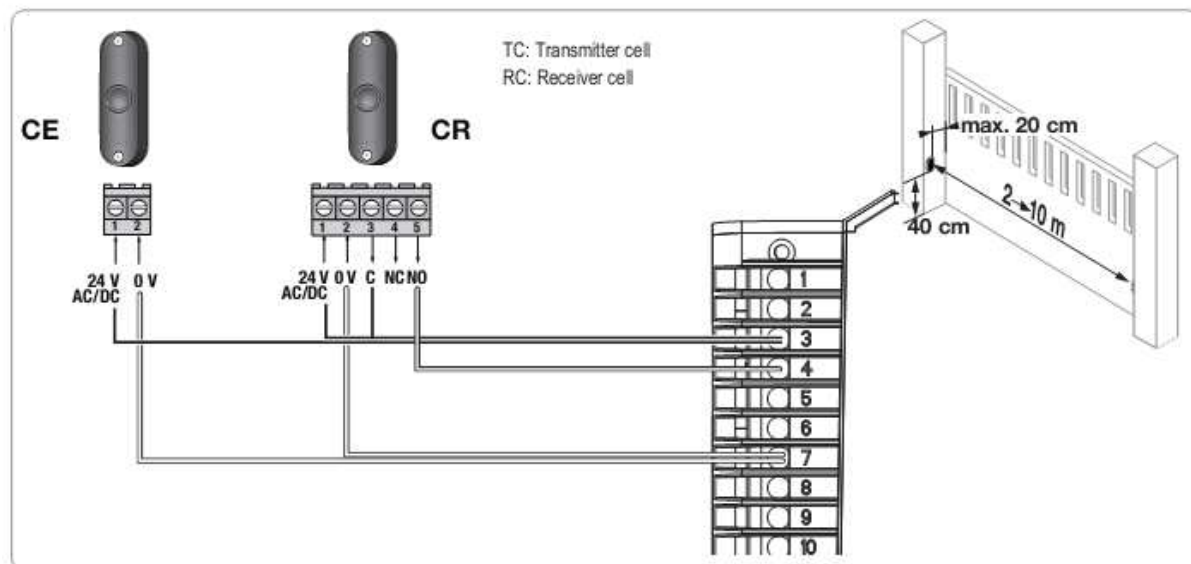 TC: Transmitter cell
RC: Receiver cell
CE
CR
max. 20 cm
2→10 m
40 cm
1 2
1 2 3 4 5
24 V 0 V
AC/DC
24 V 0 V C NC NO
AC/DC
1
2
3
4
5
6
7
8
9
10